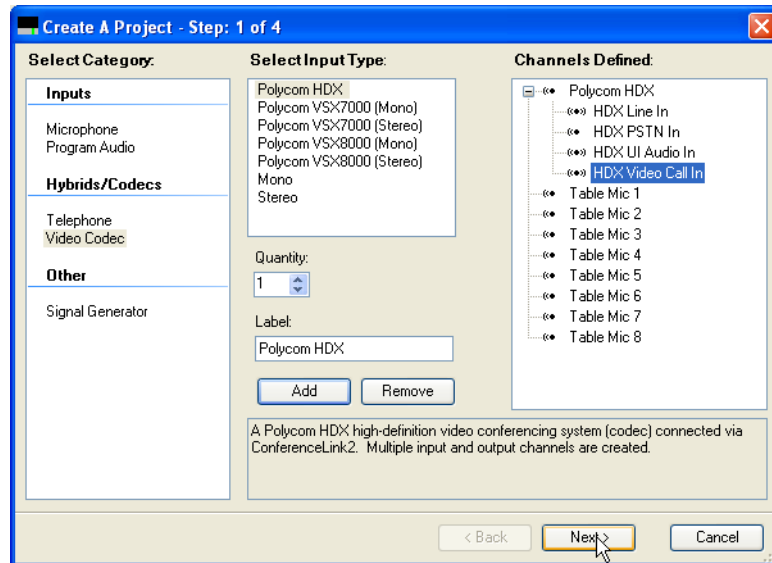 Create A Project - Step: 1 of 4
Select Category:
Inputs
Microphone
Program Audio
Hybrids/Codecs
Telephone
Video Codec
Other
Signal Generator
Select Input Type:
Polycom HDX
Polycom VSX7000 (Mono)
Polycom VSX7000 (Stereo)
Polycom VSX8000 (Mono)
Polycom VSX8000 (Stereo)
Mono
Stereo
Quantity:
1
Label:
Polycom HDX
Add
Remove
Channels Defined:
Polycom HDX
HDX Line In
HDX PSTN In
HDX UI Audio In
HDX Video Call In
Table Mic 1
Table Mic 2
Table Mic 3
Table Mic 4
Table Mic 5
Table Mic 6
Table Mic 7
Table Mic 8
A Polycom HDX high-definition video conferencing system (codec) connected via
ConferenceLink2. Multiple input and output channels are created.
< Back
Next >
Cancel